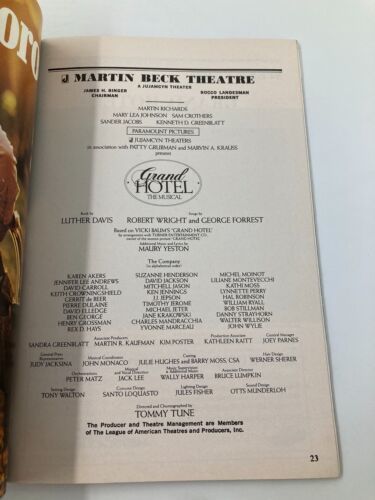 oro
MARTIN BECK THEATRE
A JUJAMCYN THEATER
JAMES H. BINGER ROCCO LANDESMAN
CHAIRMAN PRESIDENT
MARTIN RICHARDS
MARY LEA JOHNSON SAM CROTHERS
SANDER JACOBS KENNETH D. GREENBLATT
PARAMOUNT PICTURES
JUJAMCYN THEATERS
in association with PATTY GRUBMAN and MARVIN A. KRAUSS
present
Grand
HOTEL
THE MUSICAL
Book by Songs by
LUTHER DAVIS ROBERT WRIGHT and GEORGE FORREST
Based on VICKI BAUM'S "GRAND HOTEL"
By arrangement with TURNER ENTERTAINMENT CO.
owner of the motion picture "GRAND HOTEL"
Additional Music and Lyrics by
MAURY YESTON
The Company
(in alphabetical order)
KAREN AKERS SUZANNE HENDERSON MICHEL MOINOT
JENNIFER LEE ANDREWS DAVID JACKSON LILIANE MONTEVECCHI
DAVID CARROLL MITCHELL JASON KATHI MOSS
KEITH CROWNINGSHIELD KEN JENNINGS LYNNETTE PERRY
GERRIT de BEER J.J. JEPSON HAL ROBINSON
PIERRE DULAINE TIMOTHY JEROME WILLIAM RYALL
DAVID ELLEDGE MICHAEL JETER BOB STILLMAN
BEN GEORGE JANE KRAKOWSKI DANNY STRAYHORN
HENRY GROSSMAN CHARLES MANDRACCHIA WALTER WILLISON
REX D. HAYS YVONNE MARCEAU JOHN WYLIE
Associate Producers Production Associate General Manager
SANDRA GREENBLATT MARTIN R. KAUFMAN KIM POSTER KATHLEEN RAITT JOEY PARNES
General Press Representative Musical Coordinator Casting Hair Design
JUDY JACKSINA JOHN MONACO JULIE HUGHES and BARRY MOSS, CSA WERNER SHERER
Orchestrations Musical and Vocal Direction Music Supervision Associate Director
PETER MATZ JACK LEE WALLY HARPER BRUCE LUMPKIN
Setting Design Costume Design Lighting Design Sound Design
TONY WALTON SANTO LOQUASTO JULES FISHER OTTS MUNDERLOH
Directed and Choreographed by
TOMMY TUNE
The Producer and Theatre Management are Members
of The League of American Theatres and Producers, Inc.
23